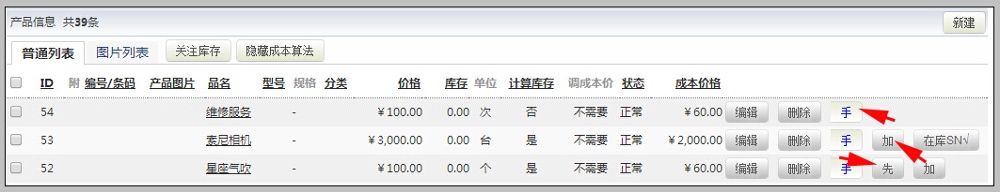 产品信息 共39条 新建
普通列表 图片列表 关注库存 隐藏成本算法
ID 附 编号/条码 产品图片 品名 型号 规格 分类 价格 库存 单位 计算库存 调成本价 状态 成本价格
54 维修服务 - ￥100.00 0.00 次 否 不需要 正常 ￥60.00 编辑 删除 手
53 索尼相机 - ￥3,000.00 0.00 台 是 不需要 正常 ￥2,000.00 编辑 删除 手 加 在库SN√
52 星座气吹 - ￥100.00 0.00 个 是 不需要 正常 ￥60.00 编辑 删除 手 先 加